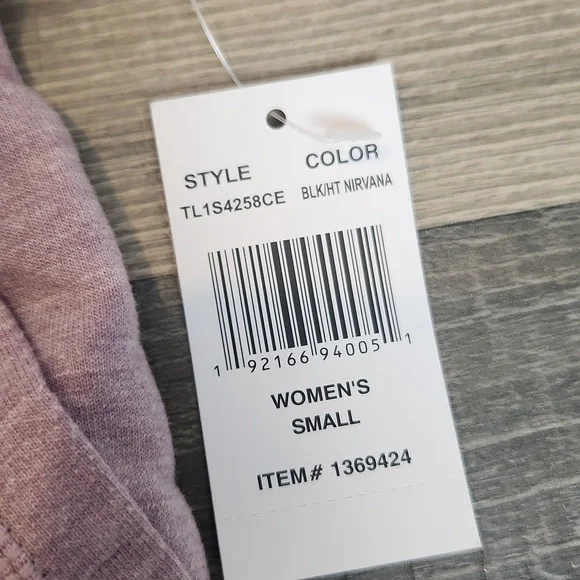 STYLE COLOR
TL1S4258CE BLK/HT NIRVANA
1 92166 94005 1
WOMEN'S
SMALL
ITEM# 1369424